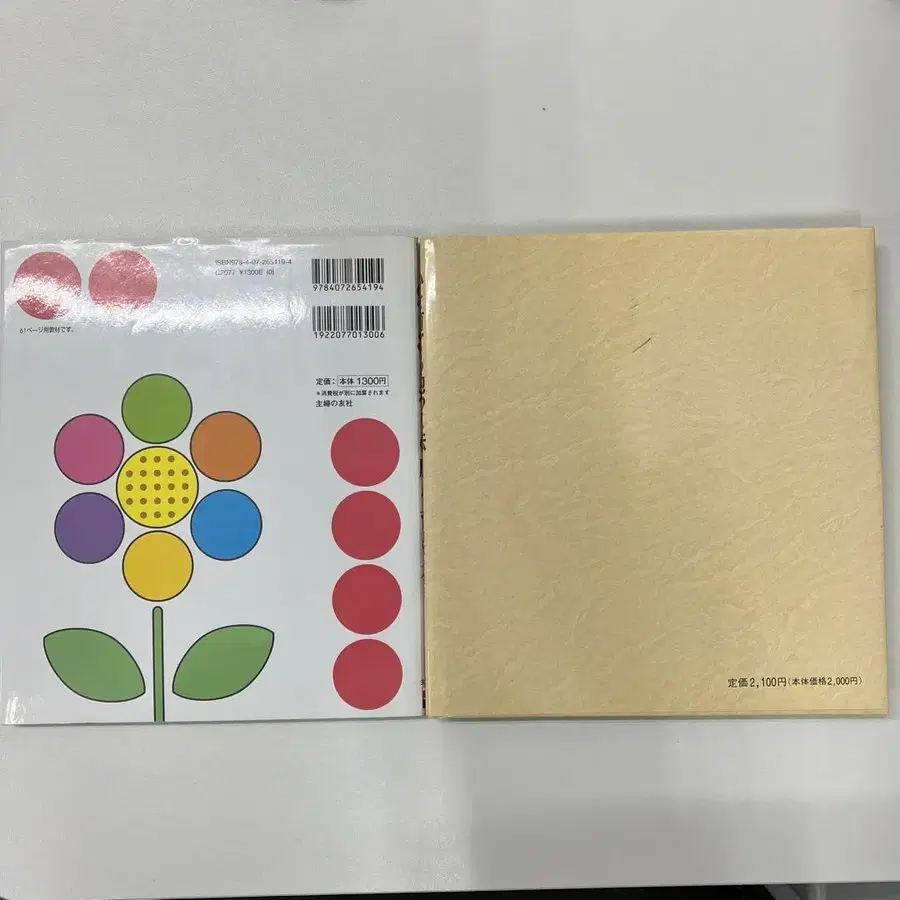 ISBN978-4-07-265419-4
C2077 ¥1300E (0)
9784072654194
1922077013006
61ページ用教材です。
定価：本体1300円
＊消費税が別に加算されます
主婦の友社
定価2,100円（本体価格2,000円）